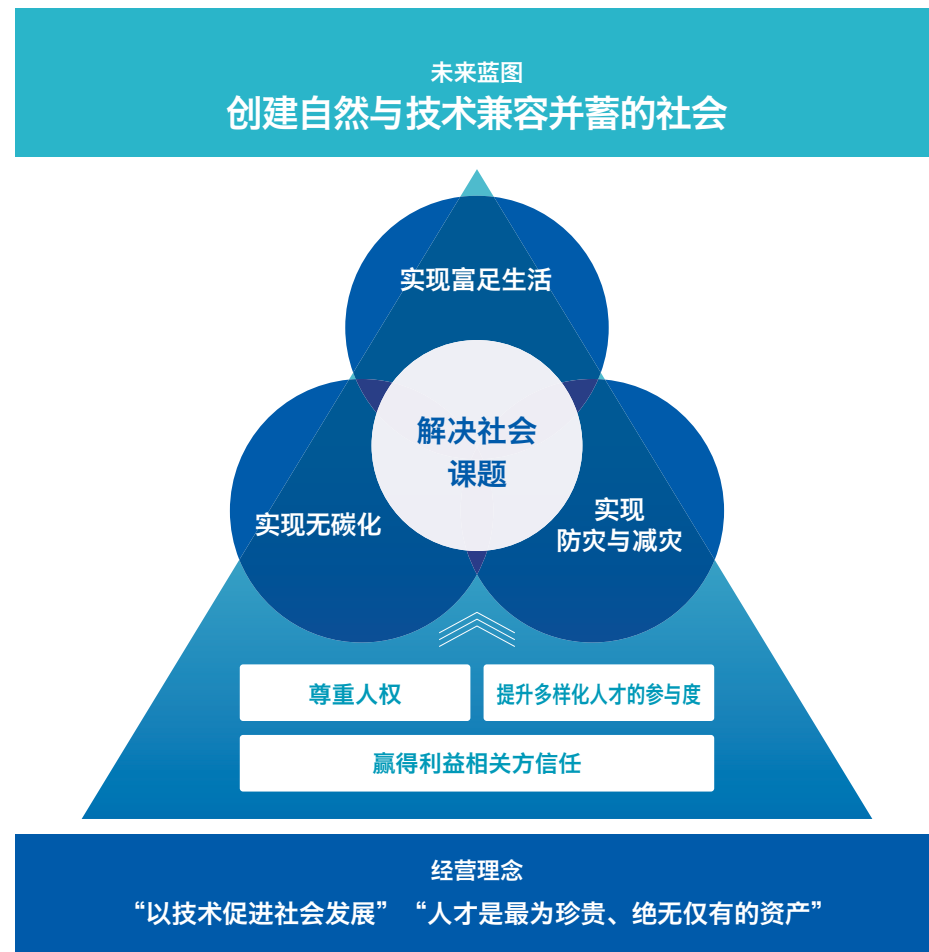 未来蓝图
创建自然与技术兼容并蓄的社会
实现富足生活
解决社会
课题
实现无碳化
实现
防灾与减灾
尊重人权
提升多样化人才的参与度
赢得利益相关方信任
经营理念
“以技术促进社会发展” “人才是最为珍贵、绝无仅有的资产”